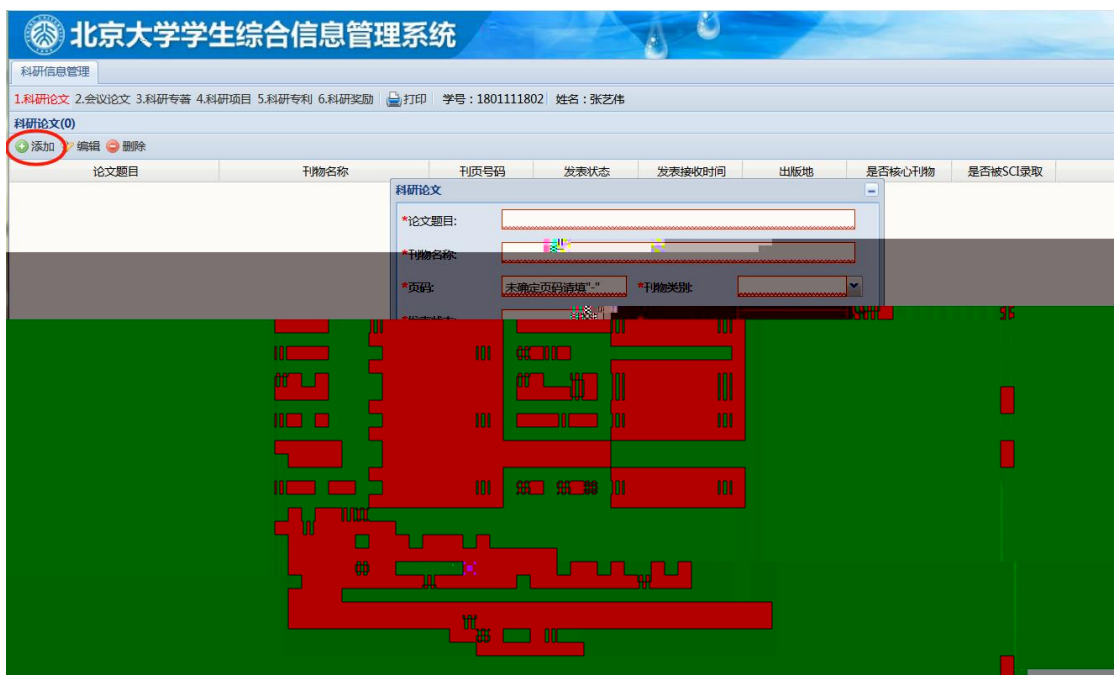 北京大学学生综合信息管理系统
科研信息管理
1.科研论文 2.会议论文 3.科研专著 4.科研项目 5.科研专利 6.科研奖励 打印 学号：1801111802 姓名：张艺伟
科研论文(0)
添加 编辑 删除
论文题目 刊物名称 刊页号码 发表状态 发表接收时间 出版地 是否核心刊物 是否被SCI录取
科研论文
*论文题目:
*刊物名称:
*页码: 未确定页码请填"-" *刊物类别: